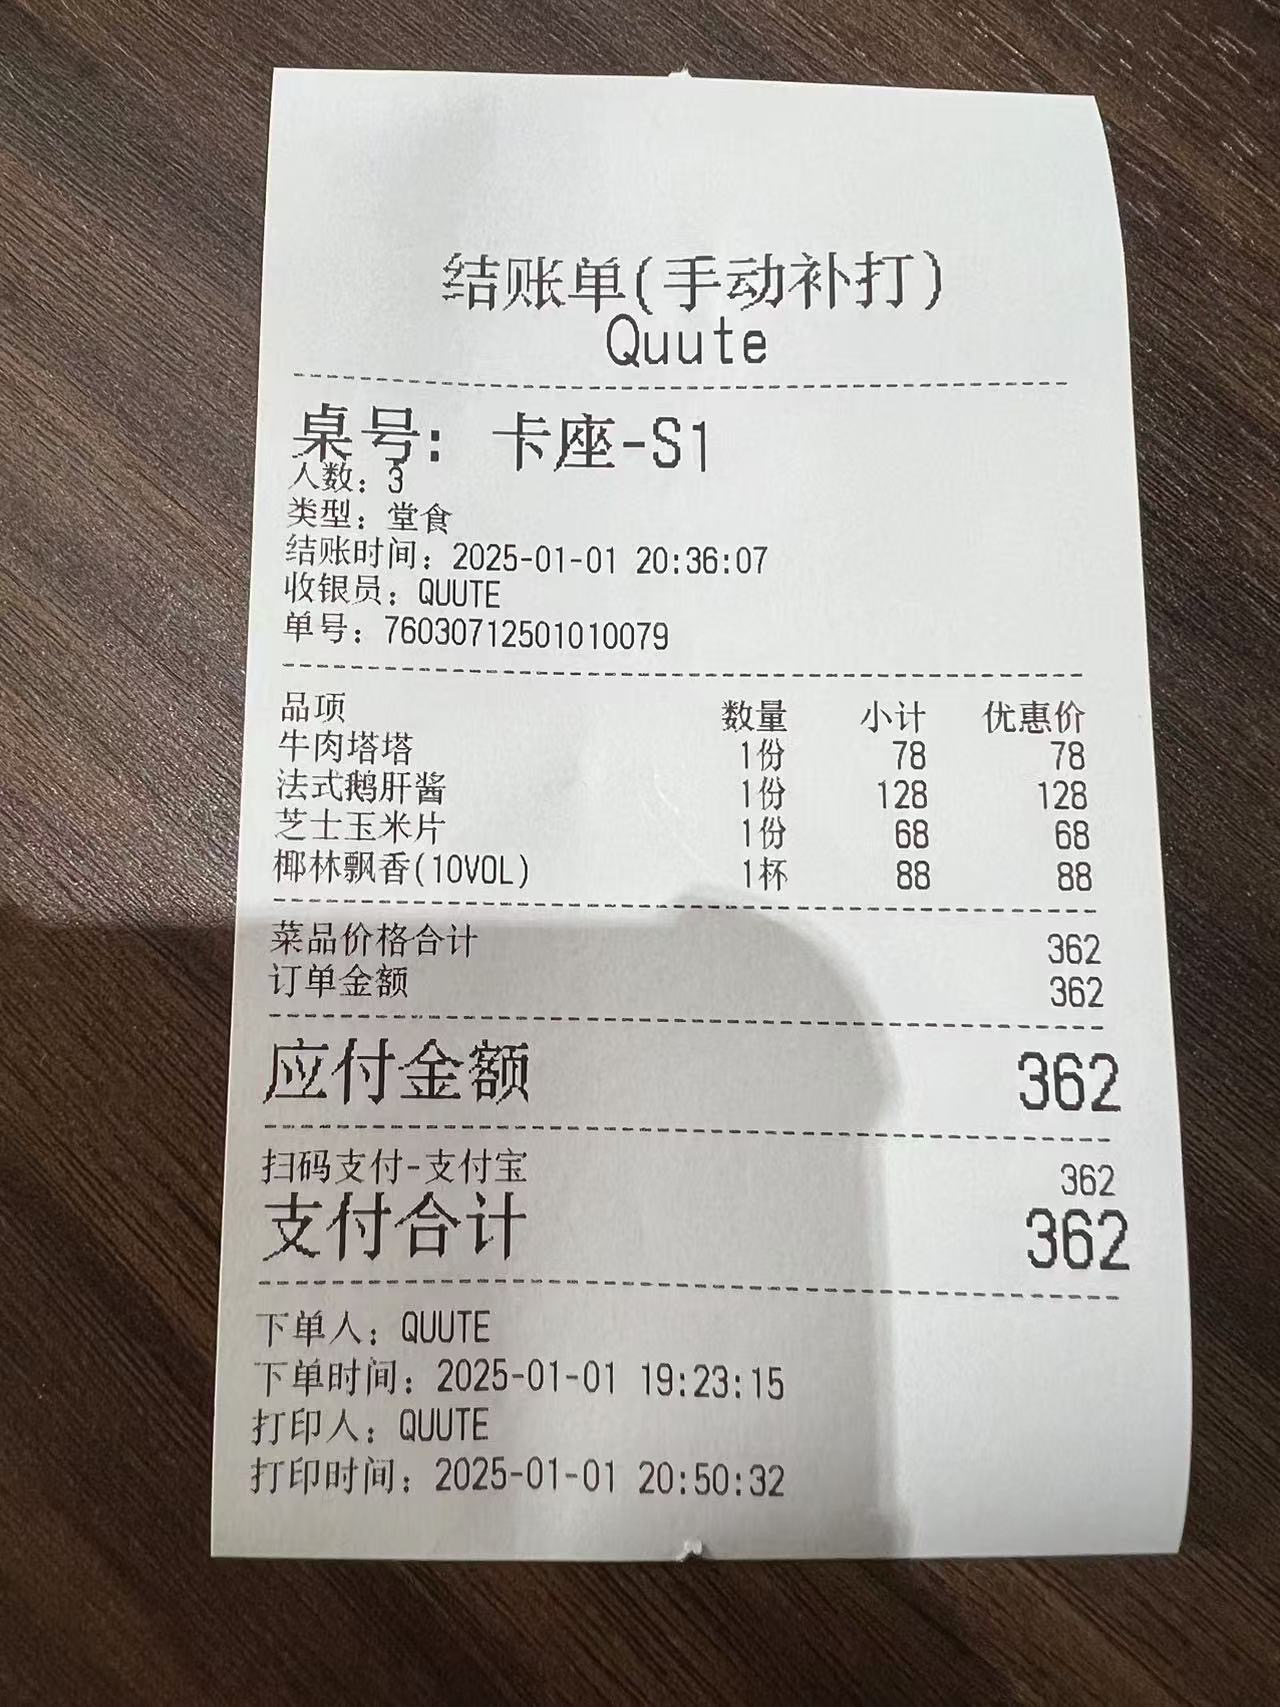 结账单(手动补打)
Quute
桌号: 卡座-S1
人数: 3
类型: 堂食
结账时间: 2025-01-01 20:36:07
收银员: QUUTE
单号: 76030712501010079
品项 数量 小计 优惠价
牛肉塔塔 1份 78 78
法式鹅肝酱 1份 128 128
芝士玉米片 1份 68 68
椰林飘香(10VOL) 1杯 88 88
菜品价格合计 362
订单金额 362
应付金额 362
扫码支付-支付宝 362
支付合计 362
下单人: QUUTE
下单时间: 2025-01-01 19:23:15
打印人: QUUTE
打印时间: 2025-01-01 20:50:32